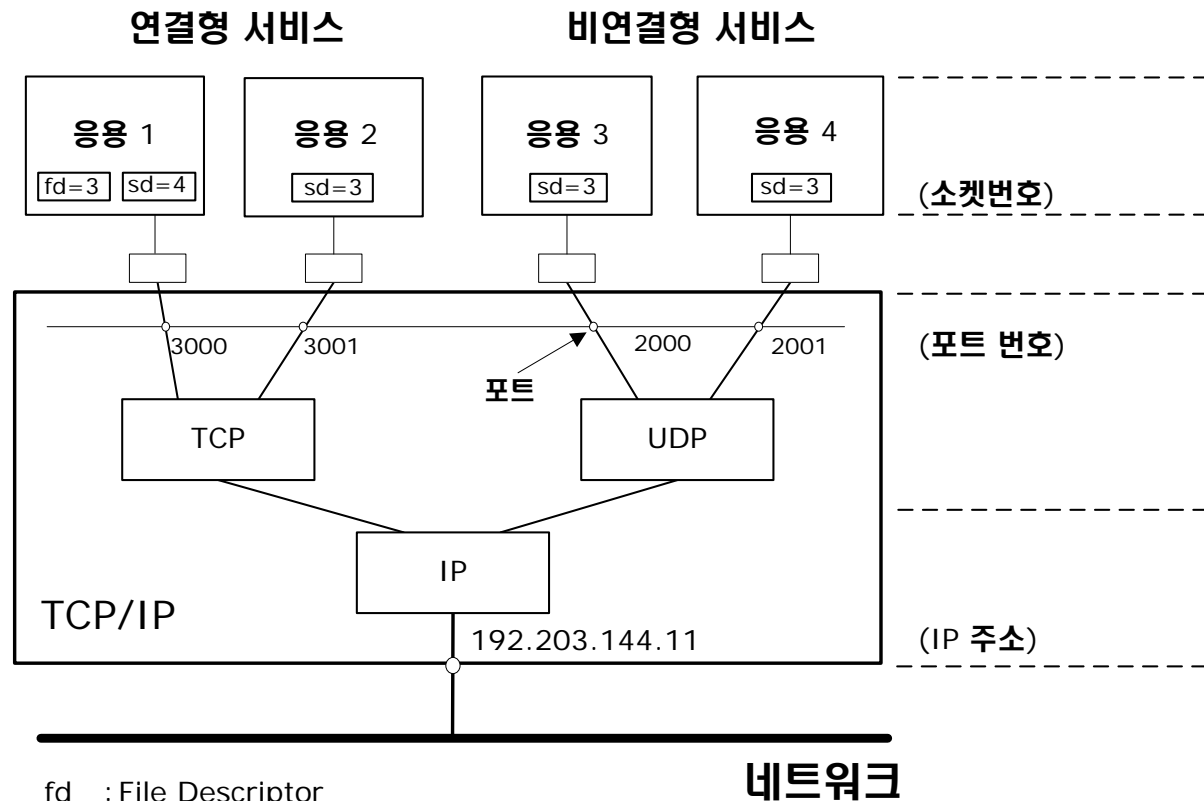 연결형 서비스
비연결형 서비스
응용 1
응용 2
응용 3
응용 4
fd=3
sd=4
sd=3
sd=3
sd=3
(소켓번호)
3000
3001
2000
2001
(포트 번호)
포트
TCP
UDP
IP
TCP/IP
192.203.144.11
(IP 주소)
네트워크
fd : File Descriptor